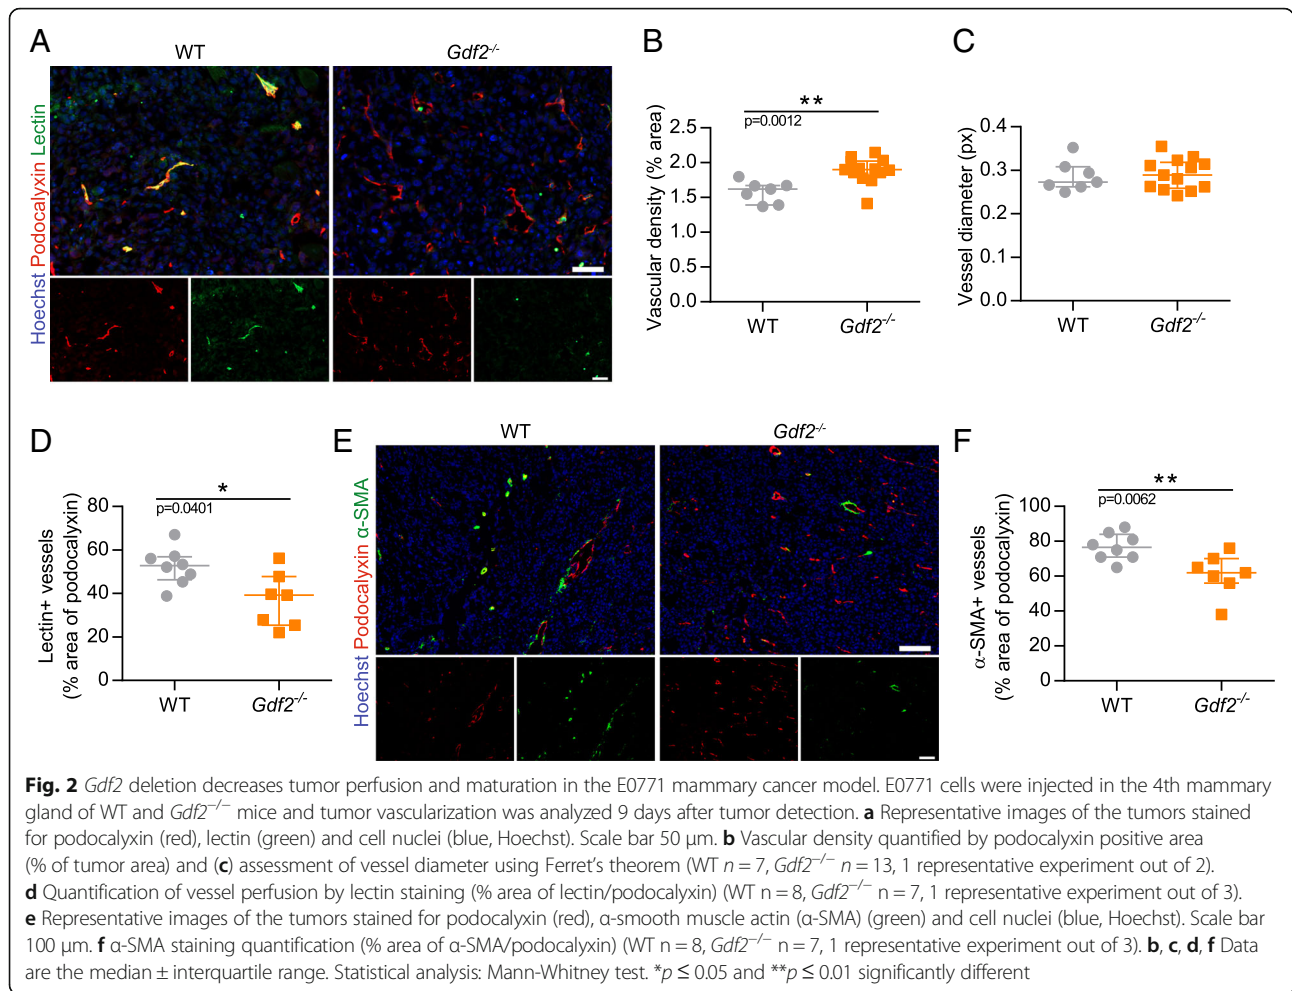 A
WT
Gdf2-/-
Hoechst Podocalyxin Lectin
B
**
p=0.0012
Vascular density (% area)
2.5
2.0
1.5
1.0
0.5
0.0
WT
Gdf2-/-
C
Vessel diameter (px)
0.4
0.3
0.2
0.1
0.0
WT
Gdf2-/-
D
*
p=0.0401
Lectin+ vessels
(% area of podocalyxin)
80
60
40
20
0
WT
Gdf2-/-
E
WT
Gdf2-/-
Hoechst Podocalyxin α-SMA
F
**
p=0.0062
α-SMA+ vessels
(% area of podocalyxin)
100
80
60
40
20
0
WT
Gdf2-/-
Fig. 2 Gdf2 deletion decreases tumor perfusion and maturation in the E0771 mammary cancer model. E0771 cells were injected in the 4th mammary
gland of WT and Gdf2−/− mice and tumor vascularization was analyzed 9 days after tumor detection. a Representative images of the tumors stained
for podocalyxin (red), lectin (green) and cell nuclei (blue, Hoechst). Scale bar 50 μm. b Vascular density quantified by podocalyxin positive area
(% of tumor area) and (c) assessment of vessel diameter using Ferret’s theorem (WT n = 7, Gdf2−/− n = 13, 1 representative experiment out of 2).
d Quantification of vessel perfusion by lectin staining (% area of lectin/podocalyxin) (WT n = 8, Gdf2−/− n = 7, 1 representative experiment out of 3).
e Representative images of the tumors stained for podocalyxin (red), α-smooth muscle actin (α-SMA) (green) and cell nuclei (blue, Hoechst). Scale bar
100 μm. f α-SMA staining quantification (% area of α-SMA/podocalyxin) (WT n = 8, Gdf2−/− n = 7, 1 representative experiment out of 3). b, c, d, f Data
are the median ± interquartile range. Statistical analysis: Mann-Whitney test. *p ≤ 0.05 and **p ≤ 0.01 significantly different